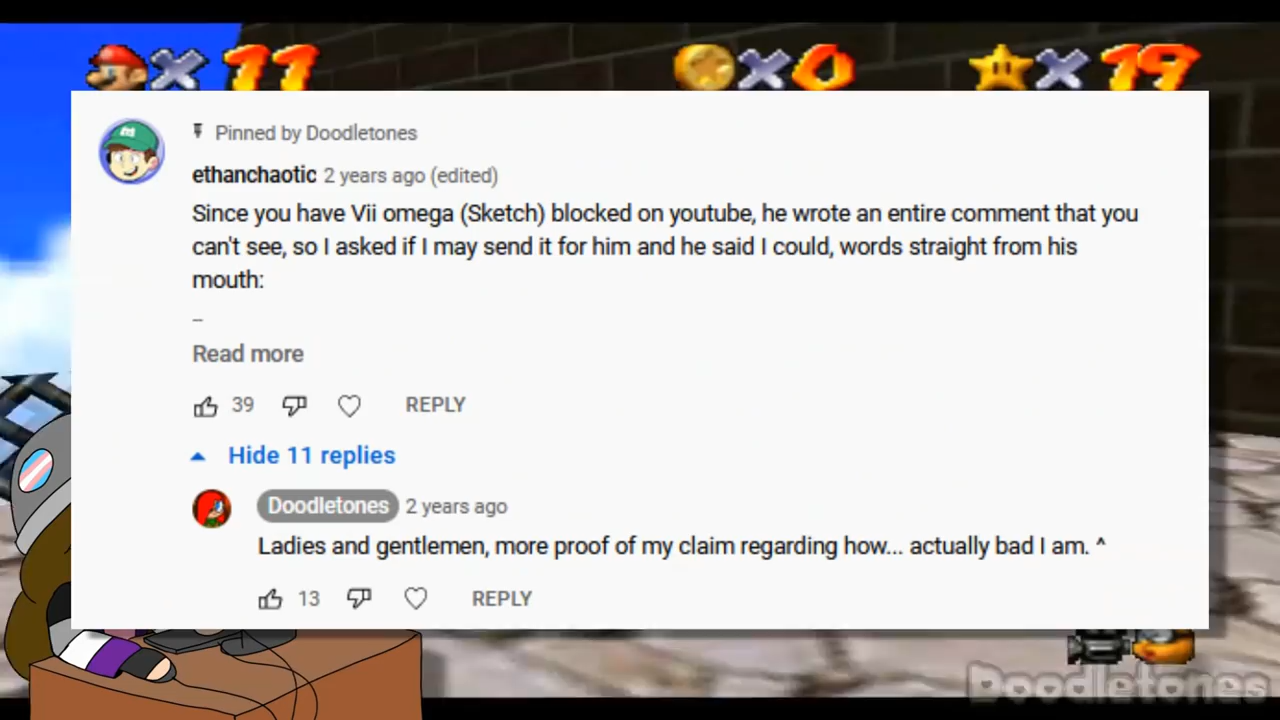 11 0 19
Pinned by Doodletones
ethanchaotic 2 years ago (edited)
Since you have Vii omega (Sketch) blocked on youtube, he wrote an entire comment that you
can't see, so I asked if I may send it for him and he said I could, words straight from his
mouth:
–
Read more
39 REPLY
Hide 11 replies
Doodletones 2 years ago
Ladies and gentlemen, more proof of my claim regarding how... actually bad I am. ^
13 REPLY
Doodletones